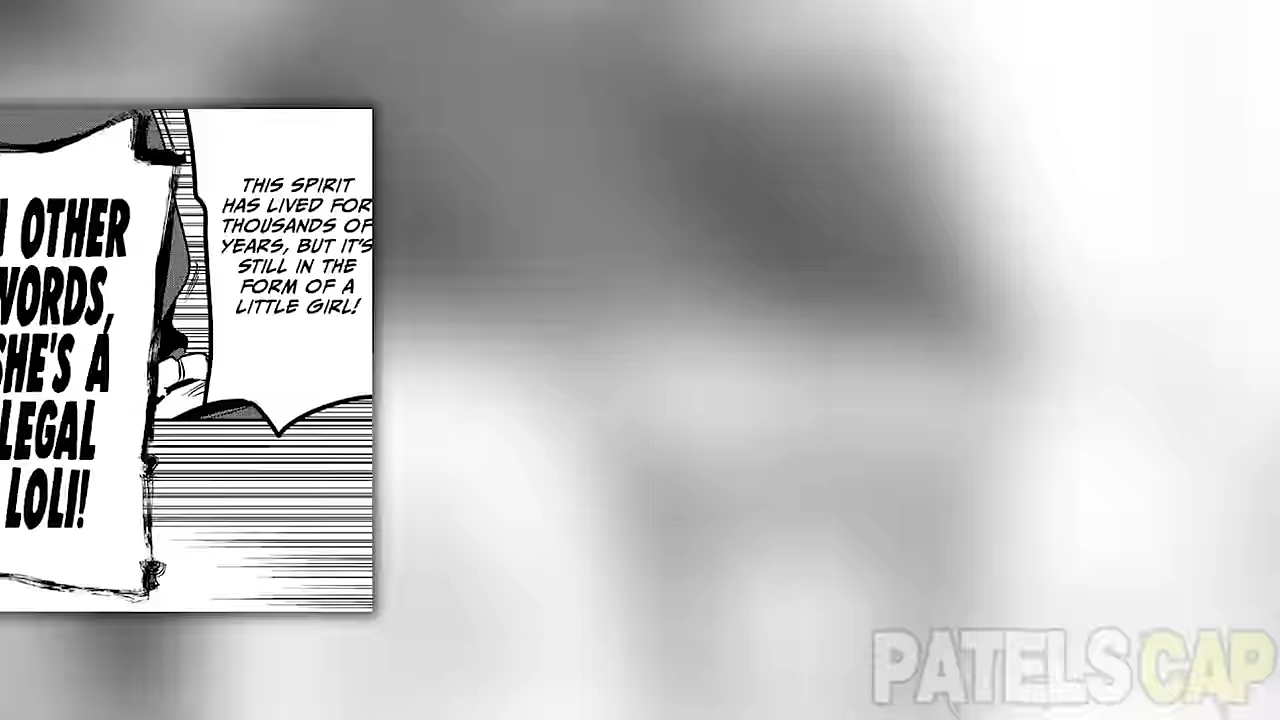 THIS SPIRIT
HAS LIVED FOR
THOUSANDS OF
YEARS, BUT IT'S
STILL IN THE
FORM OF A
LITTLE GIRL!
OTHER
WORDS,
SHE'S A
LEGAL
LOLI!
PATELSCAP